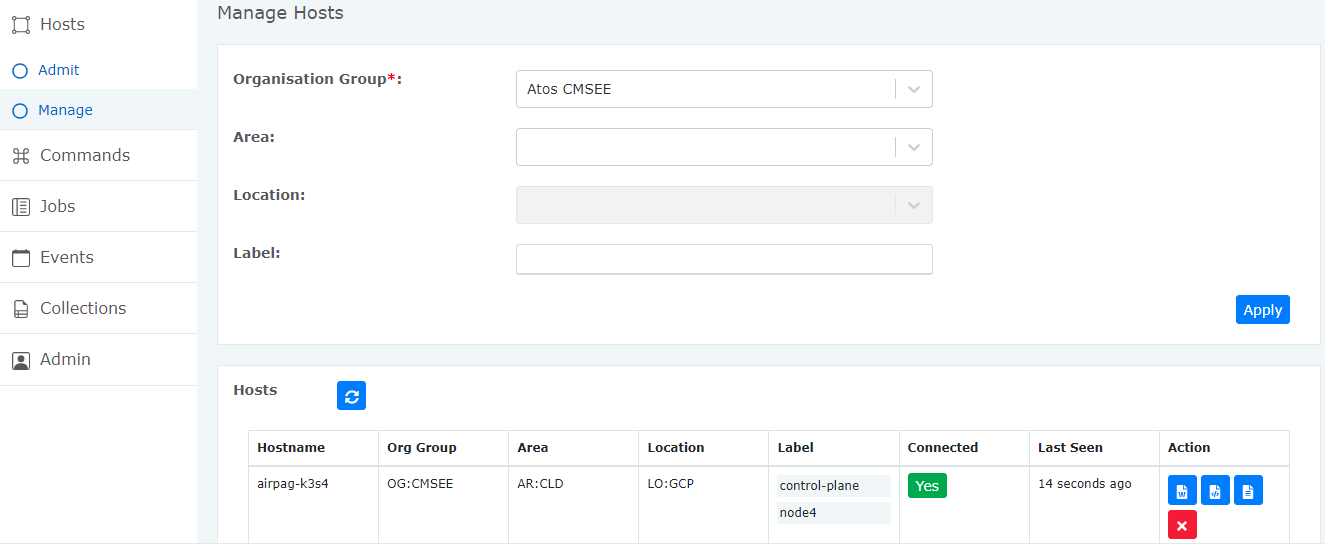 Hosts
Admit
Manage
Commands
Jobs
Events
Collections
Admin
Manage Hosts
Organisation Group*:
Atos CMSEE
Area:
Location:
Label:
Apply
Hosts
Hostname Org Group Area Location Label Connected Last Seen Action
airpag-k3s4 OG:CMSEE AR:CLD LO:GCP control-plane Yes 14 seconds ago
node4